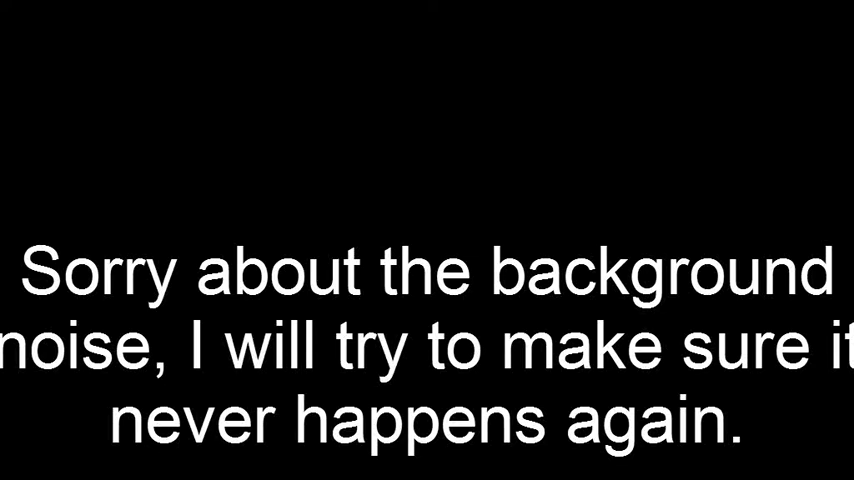 Sorry about the background
noise, I will try to make sure it
never happens again.